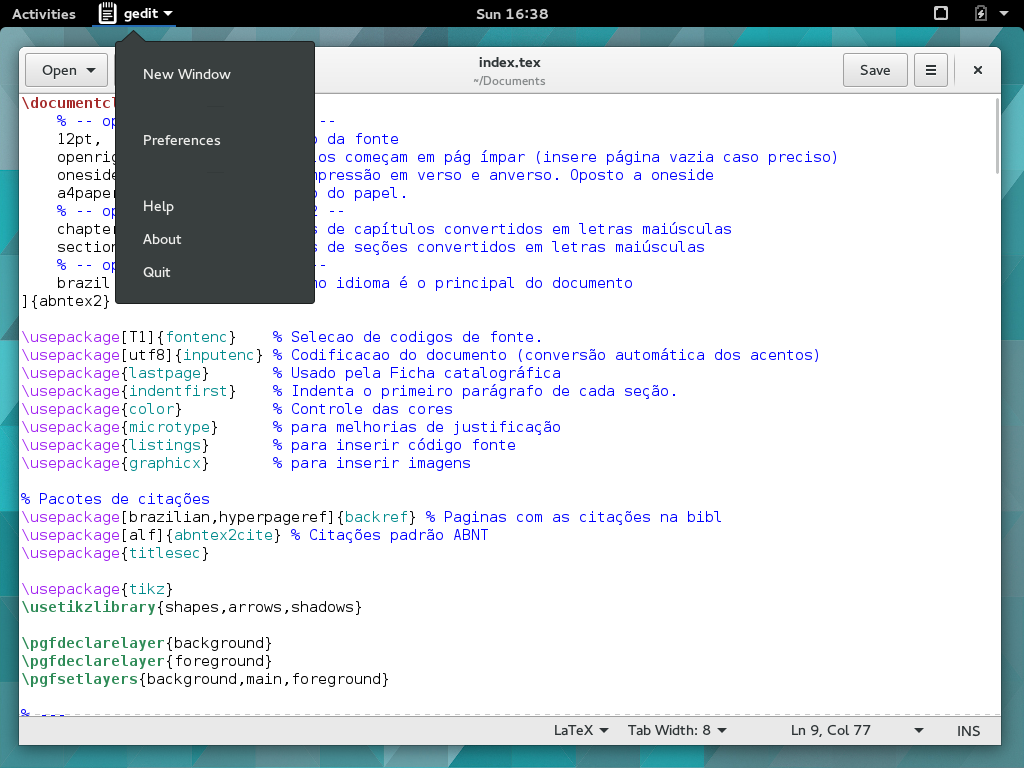 Activities gedit Sun 16:38
Open index.tex Save
~/Documents
New Window
Preferences
Help
About
Quit
\documentcl
% -- op --
12pt, da fonte
openrig começam em pág ímpar (insere página vazia caso preciso)
oneside em verso e anverso. Oposto a oneside
a4paper do papel.
% -- op 2 --
chapter de capítulos convertidos em letras maiúsculas
section de seções convertidos em letras maiúsculas
% -- op --
brazil idioma é o principal do documento
]{abntex2}
\usepackage[T1]{fontenc} % Selecao de codigos de fonte.
\usepackage[utf8]{inputenc} % Codificacao do documento (conversão automática dos acentos)
\usepackage{lastpage} % Usado pela Ficha catalográfica
\usepackage{indentfirst} % Indenta o primeiro parágrafo de cada seção.
\usepackage{color} % Controle das cores
\usepackage{microtype} % para melhorias de justificação
\usepackage{listings} % para inserir código fonte
\usepackage{graphicx} % para inserir imagens
% Pacotes de citações
\usepackage[brazilian,hyperpageref]{backref} % Paginas com as citações na bibl
\usepackage[alf]{abntex2cite} % Citações padrão ABNT
\usepackage{titlesec}
\usepackage{tikz}
\usetikzlibrary{shapes,arrows,shadows}
\pgfdeclarelayer{background}
\pgfdeclarelayer{foreground}
\pgfsetlayers{background,main,foreground}
% ---
LaTeX Tab Width: 8 Ln 9, Col 77 INS